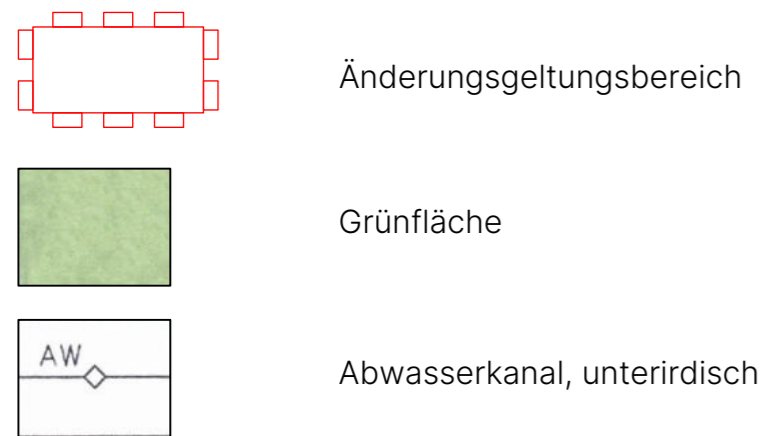 Änderungsgeltungsbereich
Grünfläche
AW
Abwasserkanal, unterirdisch